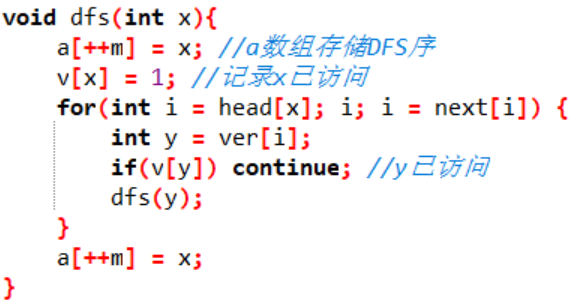 void dfs(int x){
    a[++m] = x; //a数组存储DFS序
    v[x] = 1; //记录x已访问
    for(int i = head[x]; i; i = next[i]) {
        int y = ver[i];
        if(v[y]) continue; //y已访问
        dfs(y);
    }
    a[++m] = x;
}